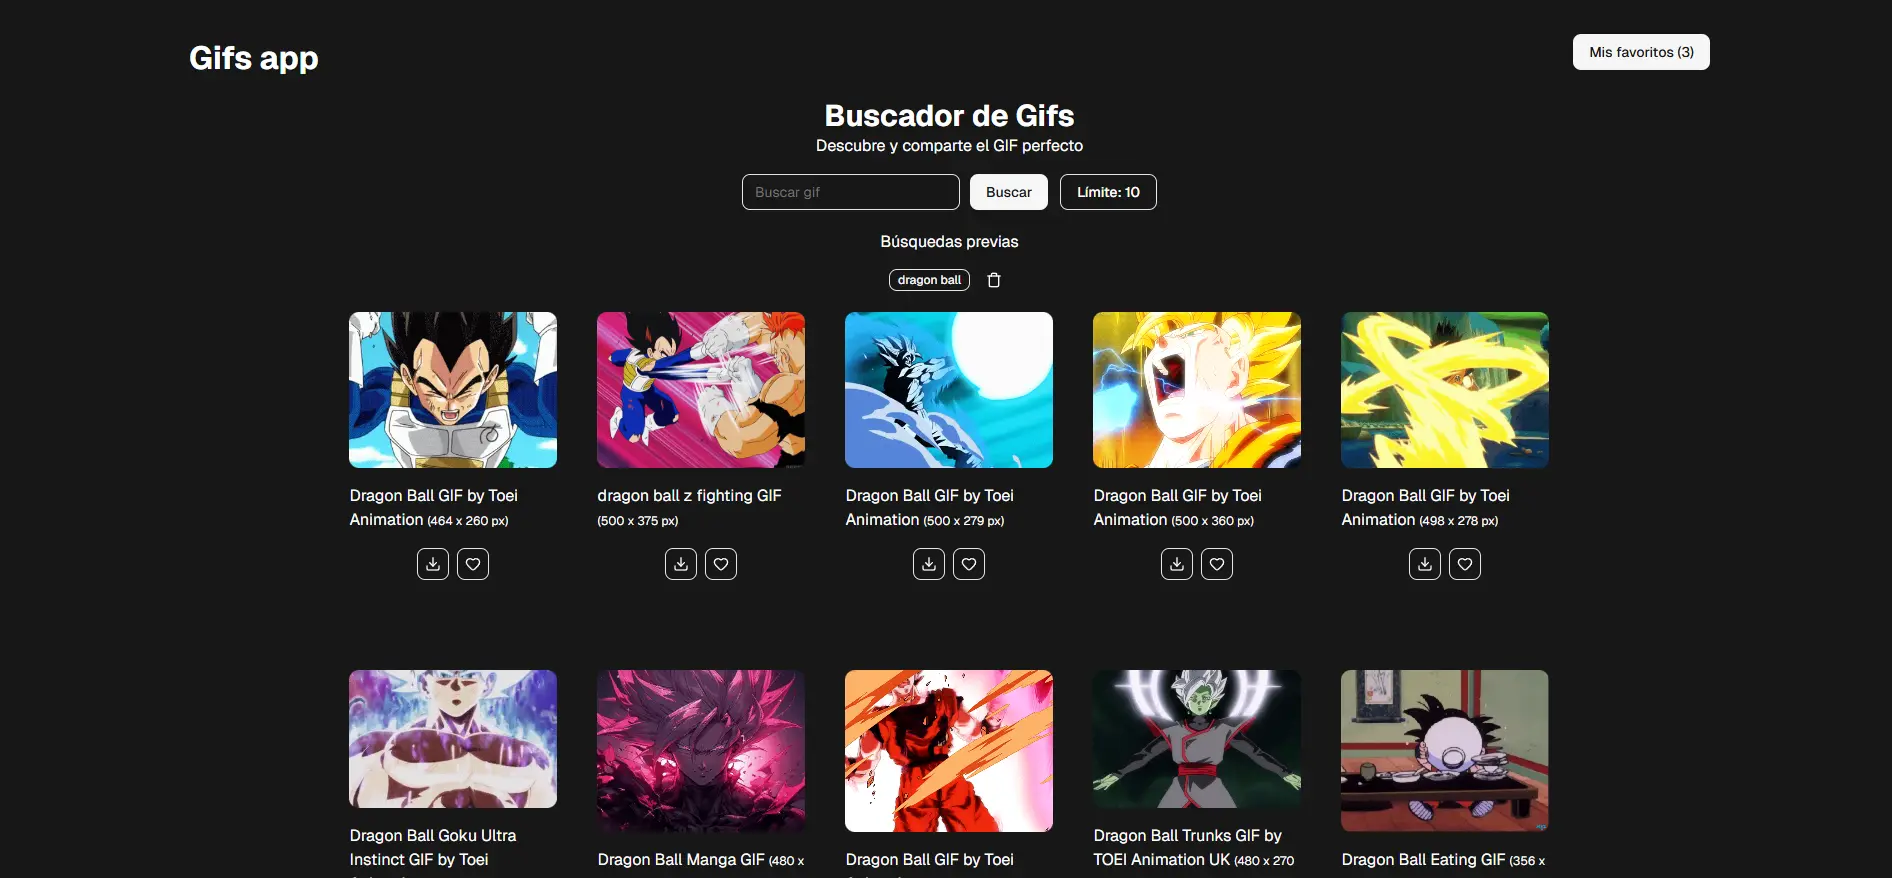 Gifs app
Mis favoritos (3)
Buscador de Gifs
Descubre y comparte el GIF perfecto
Buscar gif
Buscar
Límite: 10
Búsquedas previas
dragon ball
Dragon Ball GIF by Toei
Animation (464 x 260 px)
dragon ball z fighting GIF
(500 x 375 px)
Dragon Ball GIF by Toei
Animation (500 x 279 px)
Dragon Ball GIF by Toei
Animation (500 x 360 px)
Dragon Ball GIF by Toei
Animation (498 x 278 px)
Dragon Ball Goku Ultra
Instinct GIF by Toei
Dragon Ball Manga GIF (480 x
Dragon Ball GIF by Toei
Dragon Ball Trunks GIF by
TOEI Animation UK (480 x 270
Dragon Ball Eating GIF (356 x